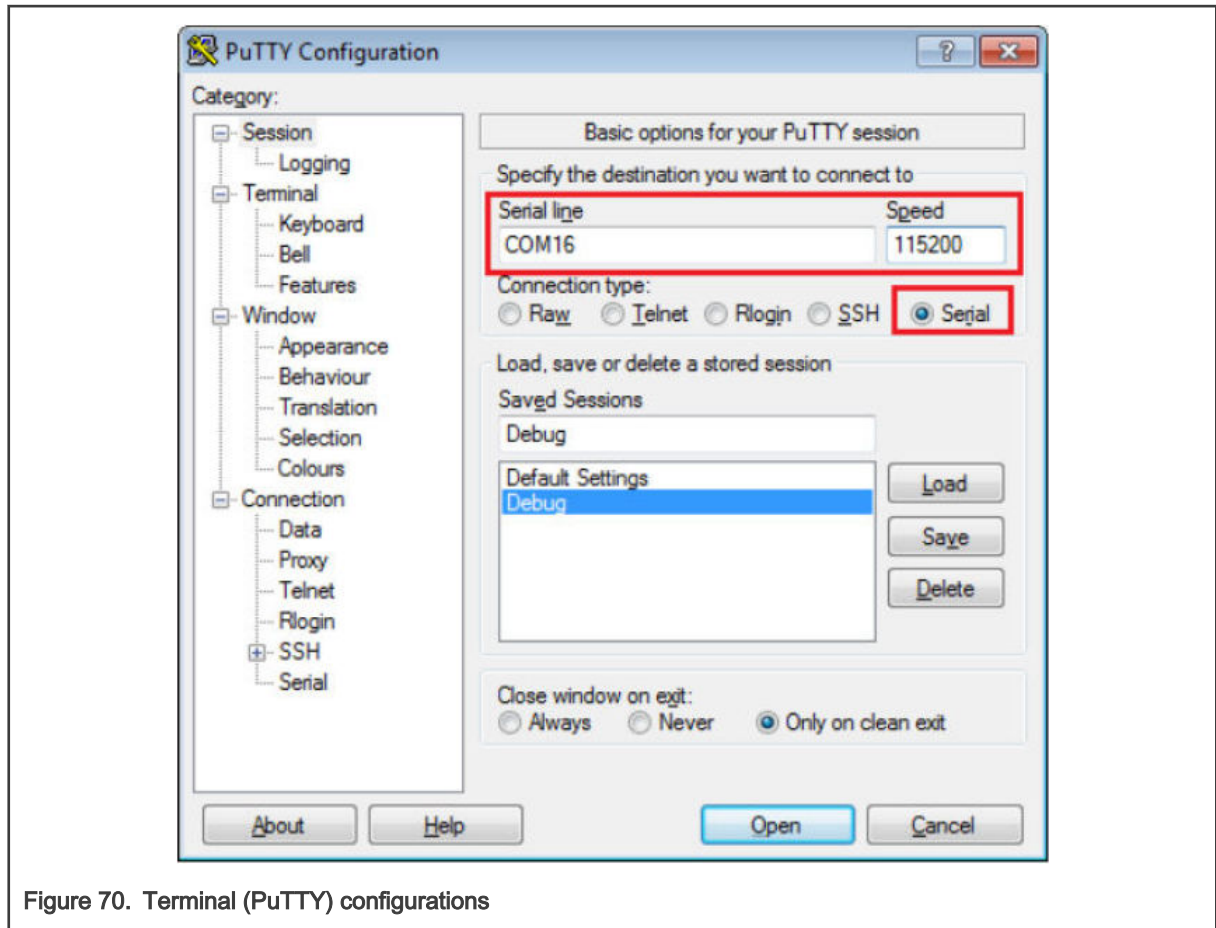 PuTTY Configuration
Category:
Session
Logging
Terminal
Keyboard
Bell
Features
Window
Appearance
Behaviour
Translation
Selection
Colours
Connection
Data
Proxy
Telnet
Rlogin
SSH
Serial
Basic options for your PuTTY session
Specify the destination you want to connect to
Serial line Speed
COM16 115200
Connection type:
Raw Telnet Rlogin SSH Serial
Load, save or delete a stored session
Saved Sessions
Debug
Default Settings
Debug
Load
Save
Delete
Close window on exit:
Always Never Only on clean exit
About Help Open Cancel
Figure 70. Terminal (PuTTY) configurations